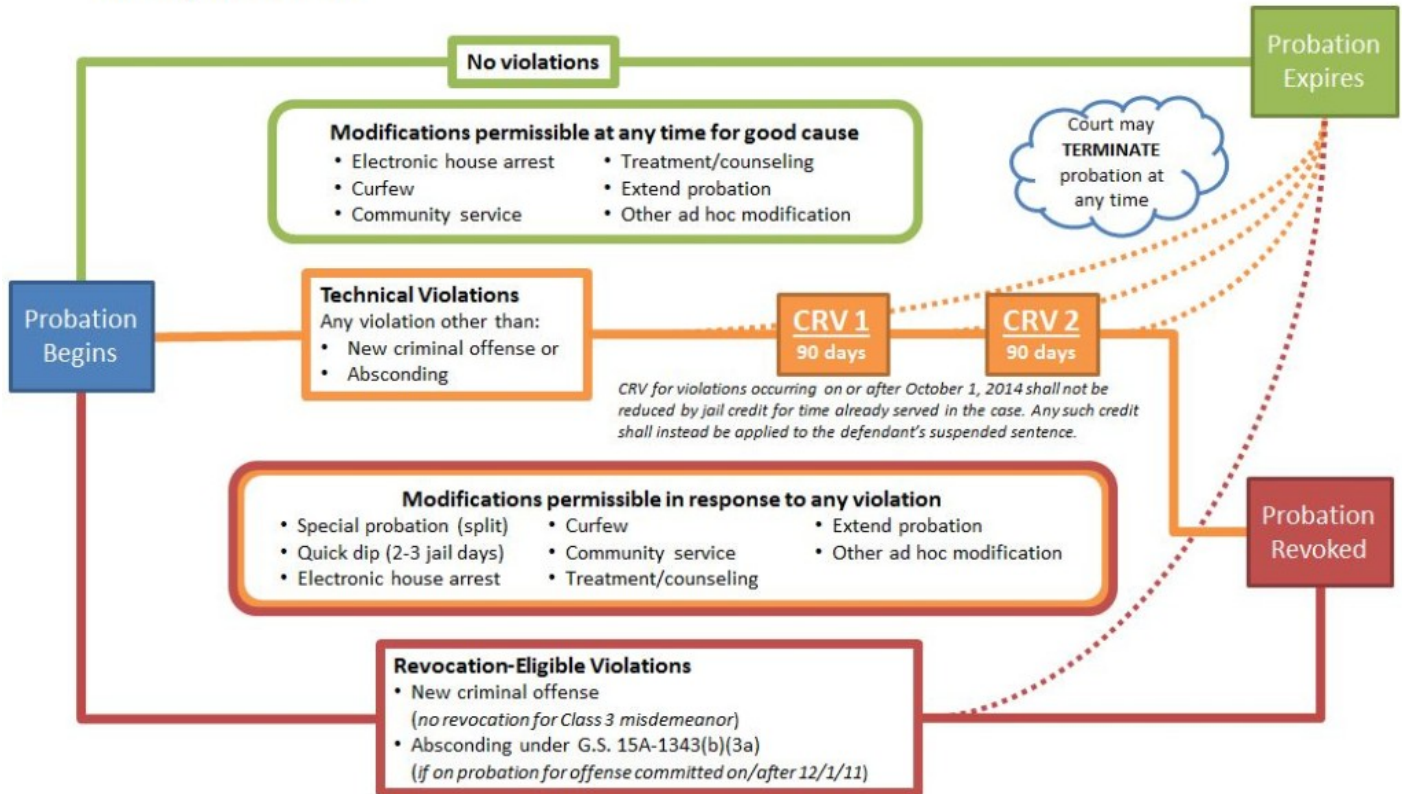 No violations
Probation
Expires
Modifications permissible at any time for good cause
• Electronic house arrest
• Curfew
• Community service
• Treatment/counseling
• Extend probation
• Other ad hoc modification
Court may
TERMINATE
probation at
any time
Probation
Begins
Technical Violations
Any violation other than:
• New criminal offense or
• Absconding
CRV 1
90 days
CRV 2
90 days
CRV for violations occurring on or after October 1, 2014 shall not be
reduced by jail credit for time already served in the case. Any such credit
shall instead be applied to the defendant's suspended sentence.
Modifications permissible in response to any violation
• Special probation (split)
• Quick dip (2-3 jail days)
• Electronic house arrest
• Curfew
• Community service
• Treatment/counseling
• Extend probation
• Other ad hoc modification
Probation
Revoked
Revocation-Eligible Violations
• New criminal offense
(no revocation for Class 3 misdemeanor)
• Absconding under G.S. 15A-1343(b)(3a)
(if on probation for offense committed on/after 12/1/11)